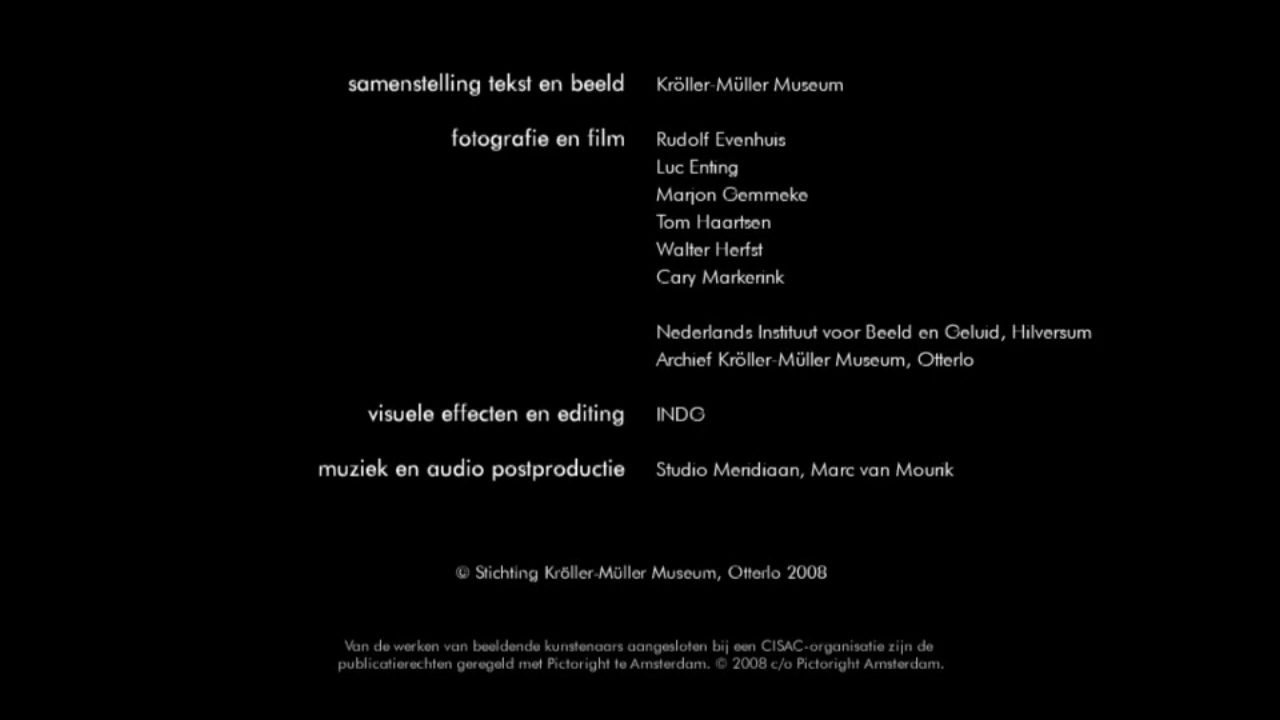 samenstelling tekst en beeld Kröller-Müller Museum
fotografie en film Rudolf Evenhuis
Luc Enting
Marjon Gemmeke
Tom Haartsen
Walter Herfst
Cary Markerink
Nederlands Instituut voor Beeld en Geluid, Hilversum
Archief Kröller-Müller Museum, Otterlo
visuele effecten en editing INDG
muziek en audio postproductie Studio Meridiaan, Marc van Mourik
© Stichting Kröller-Müller Museum, Otterlo 2008
Van de werken van beeldende kunstenaars aangesloten bij een CISAC-organisatie zijn de
publicatierechten geregeld met Pictoright te Amsterdam. © 2008 c/o Pictoright Amsterdam.